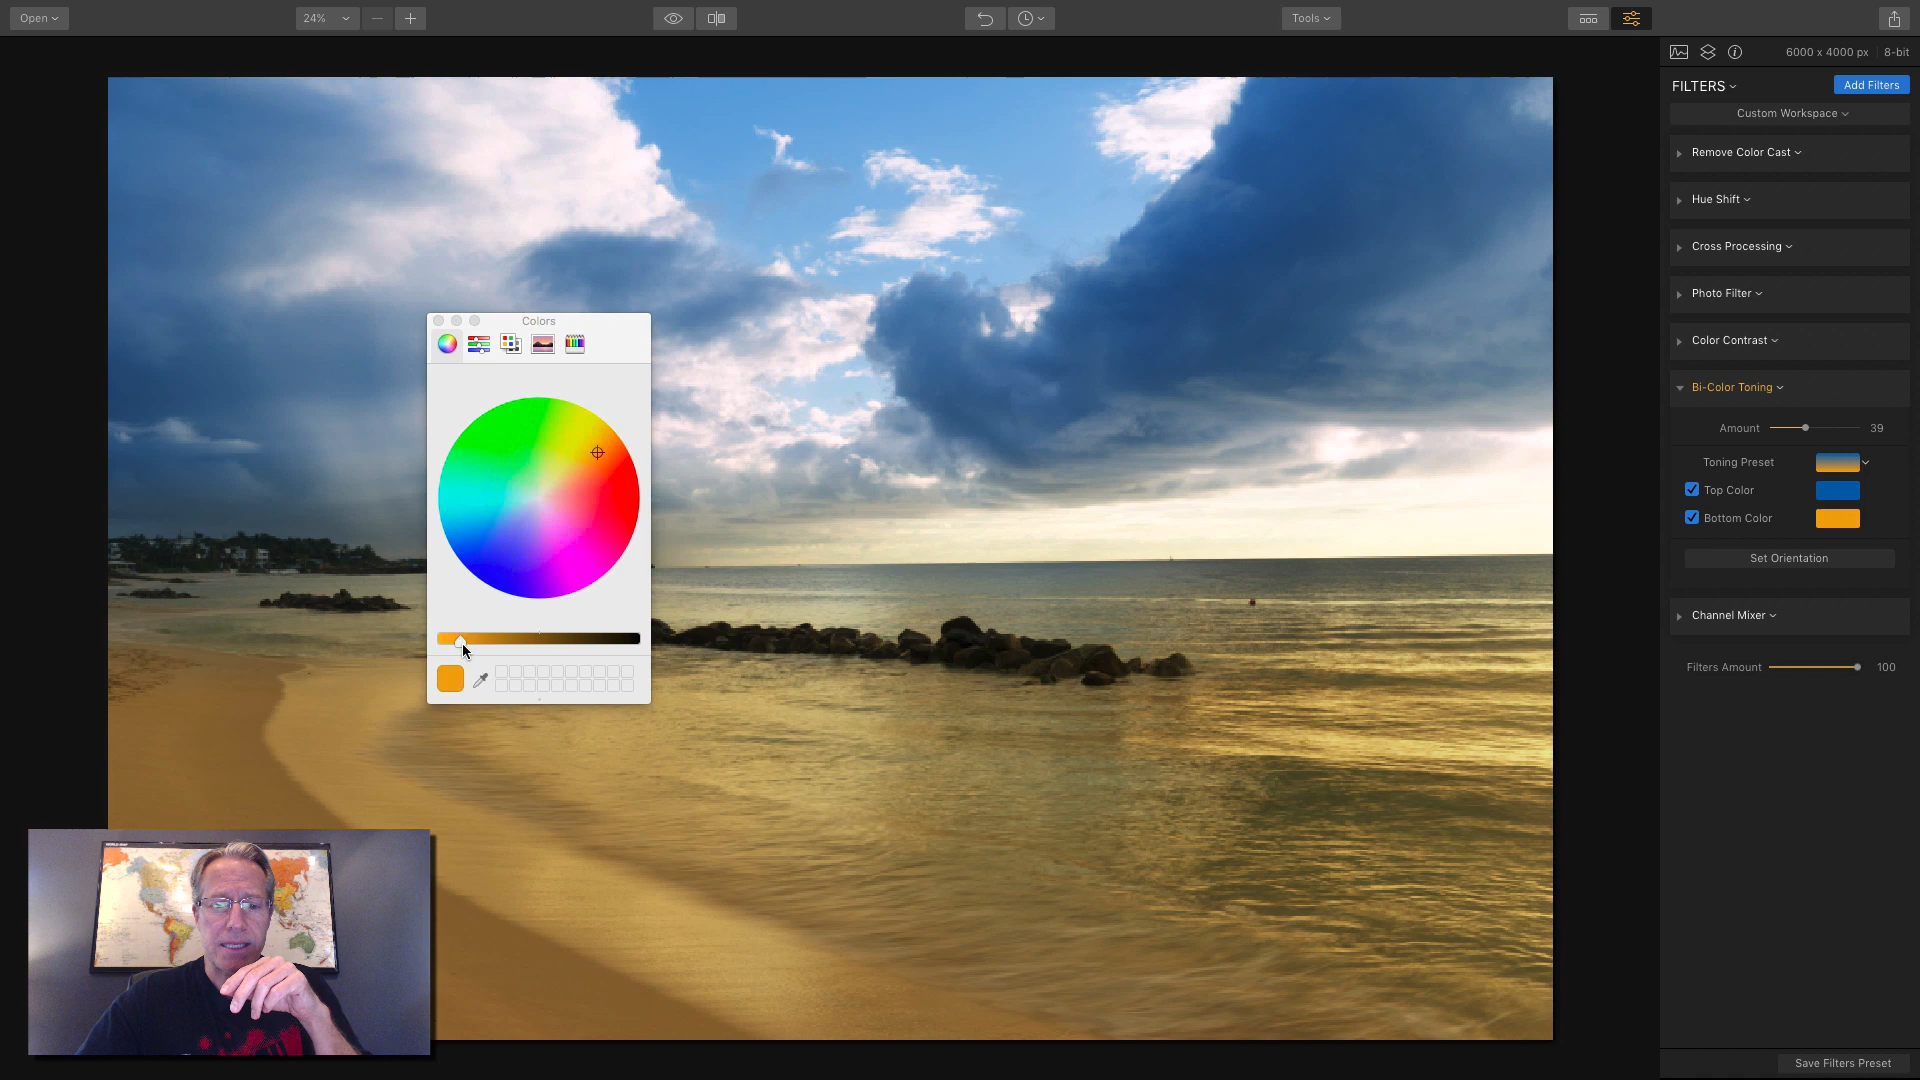 Open
24%
Tools
6000 x 4000 px
8-bit
FILTERS
Add Filters
Custom Workspace
Remove Color Cast
Hue Shift
Cross Processing
Photo Filter
Color Contrast
Bi-Color Toning
Amount 39
Toning Preset
Top Color
Bottom Color
Set Orientation
Channel Mixer
Filters Amount 100
Save Filters Preset
Colors